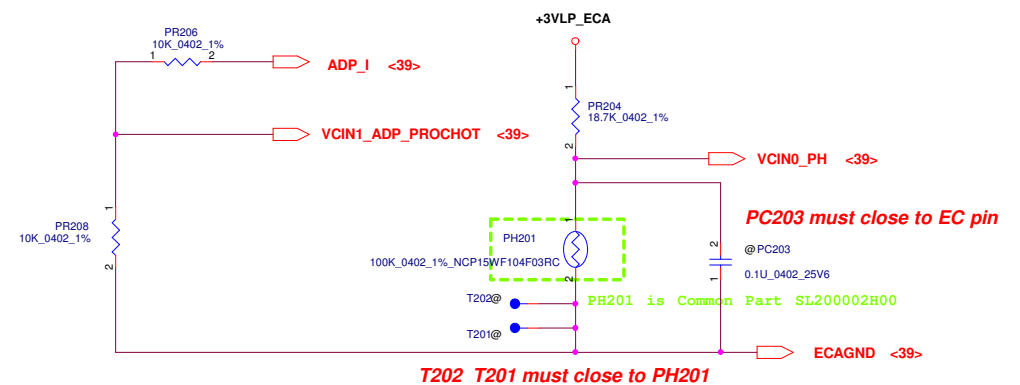 +3VLP_ECA
PR206
10K_0402_1%
1
2
ADP_I <39>
1
PR204
18.7K_0402_1%
2
VCIN1_ADP_PROCHOT <39>
VCIN0_PH <39>
1
PR208
10K_0402_1%
2
1
PH201
100K_0402_1%_NCP15WF104F03RC
2
PC203 must close to EC pin
2
@PC203
1
0.1U_0402_25V6
T202@
PH201 is Common Part SL200002H00
T201@
ECAGND <39>
T202 T201 must close to PH201